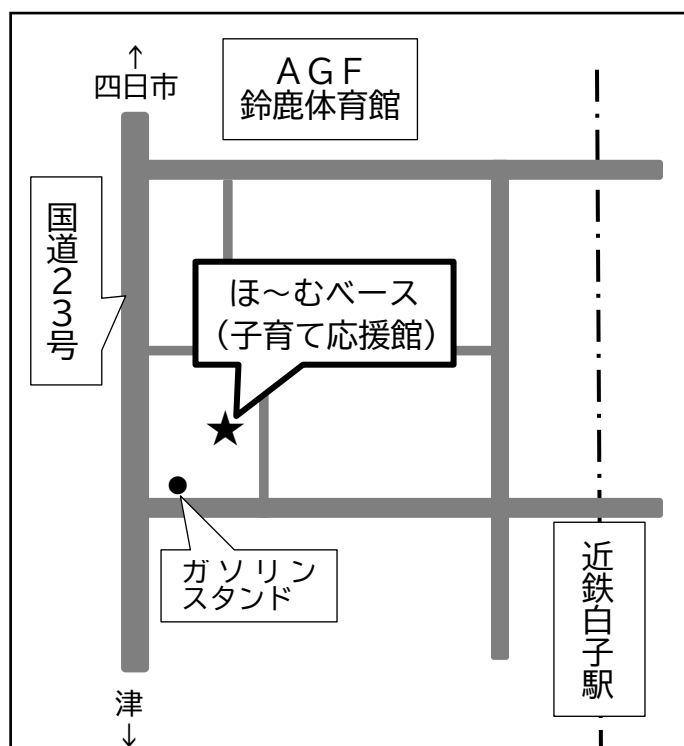 ↑
四日市
AGF
鈴鹿体育館
国道23号
ほ～むベース
（子育て応援館）
ガソリン
スタンド
近鉄白子駅
津
↓